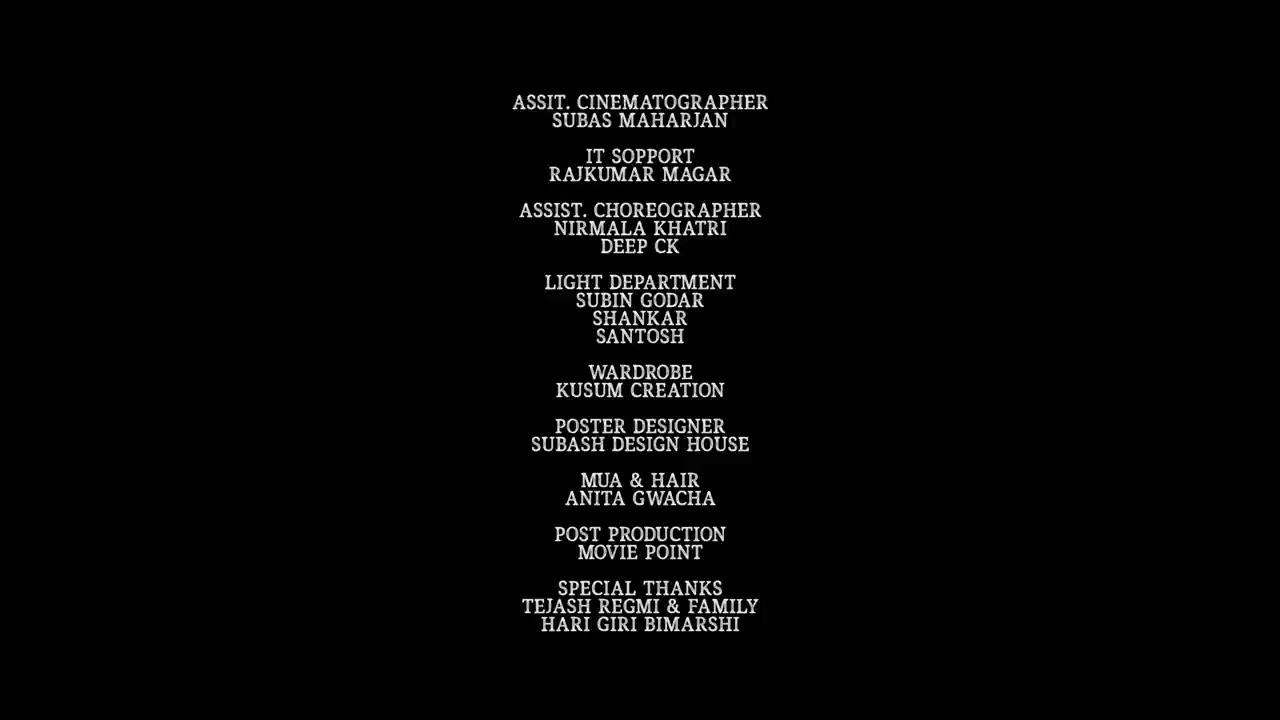 ASSIT. CINEMATOGRAPHER
SUBAS MAHARJAN
IT SOPPORT
RAJKUMAR MAGAR
ASSIST. CHOREOGRAPHER
NIRMALA KHATRI
DEEP CK
LIGHT DEPARTMENT
SUBIN GODAR
SHANKAR
SANTOSH
WARDROBE
KUSUM CREATION
POSTER DESIGNER
SUBASH DESIGN HOUSE
MUA & HAIR
ANITA GWACHA
POST PRODUCTION
MOVIE POINT
SPECIAL THANKS
TEJASH REGMI & FAMILY
HARI GIRI BIMARSHI